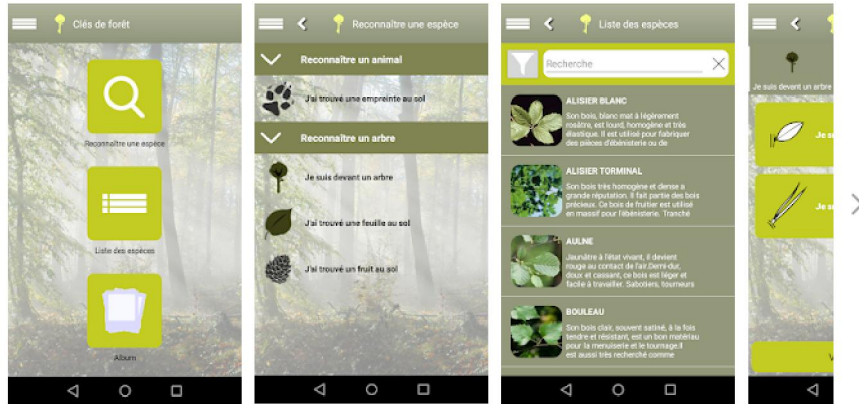 Clés de forêt
Reconnaître une espèce
Liste des espèces
Album
Reconnaître une espèce
Reconnaître un animal
J'ai trouvé une empreinte au sol
Reconnaître un arbre
Je suis devant un arbre
J'ai trouvé une feuille au sol
J'ai trouvé un fruit au sol
Liste des espèces
Recherche
ALISIER BLANC
Son bois, blanc mat à légèrement
rosâtre, est lourd, homogène et très
élastique. Il est utilisé pour fabriquer
des pièces d'ébénisterie ou de
ALISIER TORMINAL
Son bois très homogène et dense a
grande réputation. Il fait partie des bois
précieux. Ce bois de fruitier est utilisé
en massif pour l'ébénisterie. Tranché
AULNE
Jaunâtre à l'état vivant, il devient
rouge au contact de l'air.Demi-dur,
doux et cassant, ce bois est léger et
facile à travailler. Sabotiers, tourneurs
BOULEAU
Son bois clair, souvent satiné, à la fois
tendre et résistant, est un bon matériau
pour la menuiserie et le tournage.Il
est aussi très recherché comme
Je suis devant un arbre
Je s
Je s
V